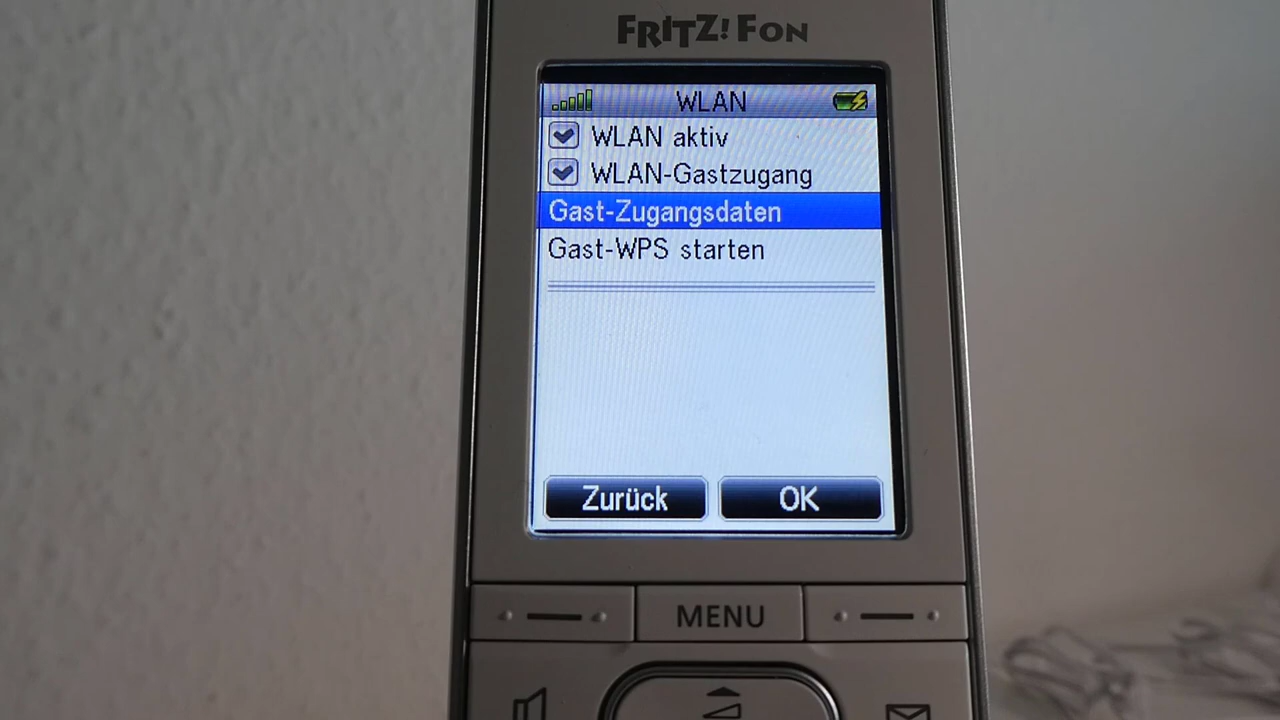 FRITZ! FON
WLAN
WLAN aktiv
WLAN-Gastzugang
Gast-Zugangsdaten
Gast-WPS starten
Zurück OK
MENU